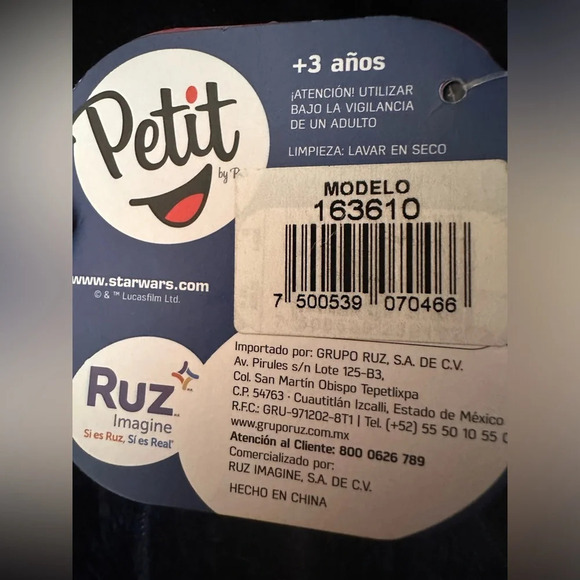 Petit
by
+3 años
¡ATENCIÓN! UTILIZAR
BAJO LA VIGILANCIA
DE UN ADULTO
LIMPIEZA: LAVAR EN SECO
MODELO
163610
7 500539 070466
www.starwars.com
© & ™ Lucasfilm Ltd.
Ruz
Imagine
Si es Ruz, Sí es Real
Importado por: GRUPO RUZ, S.A. DE C.V.
Av. Pirules s/n Lote 125-B3,
Col. San Martín Obispo Tepetlixpa
C.P. 54763 · Cuautitlán Izcalli, Estado de México
R.F.C.: GRU-971202-8T1 | Tel. (+52) 55 50 10 55
www.gruporuz.com.mx
Atención al Cliente: 800 0626 789
Comercializado por:
RUZ IMAGINE, S.A. DE C.V.
HECHO EN CHINA